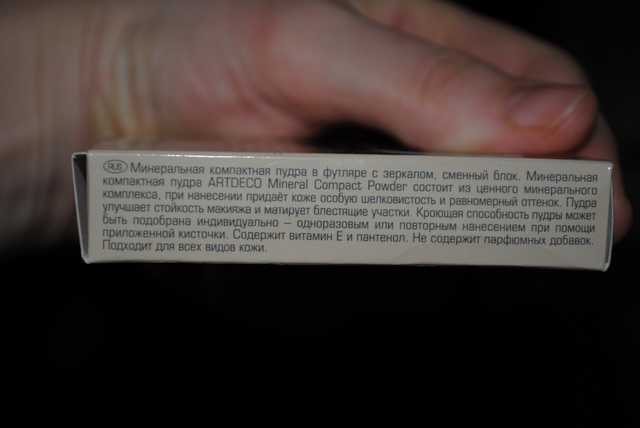 RUS Минеральная компактная пудра в футляре с зеркалом, сменный блок. Минеральная
компактная пудра ARTDECO Mineral Compact Powder состоит из ценного минерального
комплекса, при нанесении придаёт коже особую шелковистость и равномерный оттенок. Пудра
улучшает стойкость макияжа и матирует блестящие участки. Кроющая способность пудры может
быть подобрана индивидуально – одноразовым или повторным нанесением при помощи
приложенной кисточки. Содержит витамин Е и пантенол. Не содержит парфюмных добавок.
Подходит для всех видов кожи.